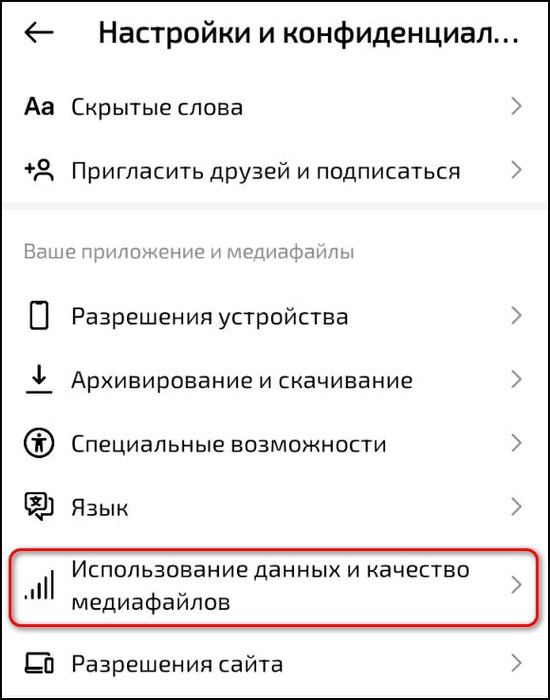 Настройки и конфиденциал...
Aa Скрытые слова
Пригласить друзей и подписаться
Ваше приложение и медиафайлы
Разрешения устройства
Архивирование и скачивание
Специальные возможности
Язык
Использование данных и качество
медиафайлов
Разрешения сайта